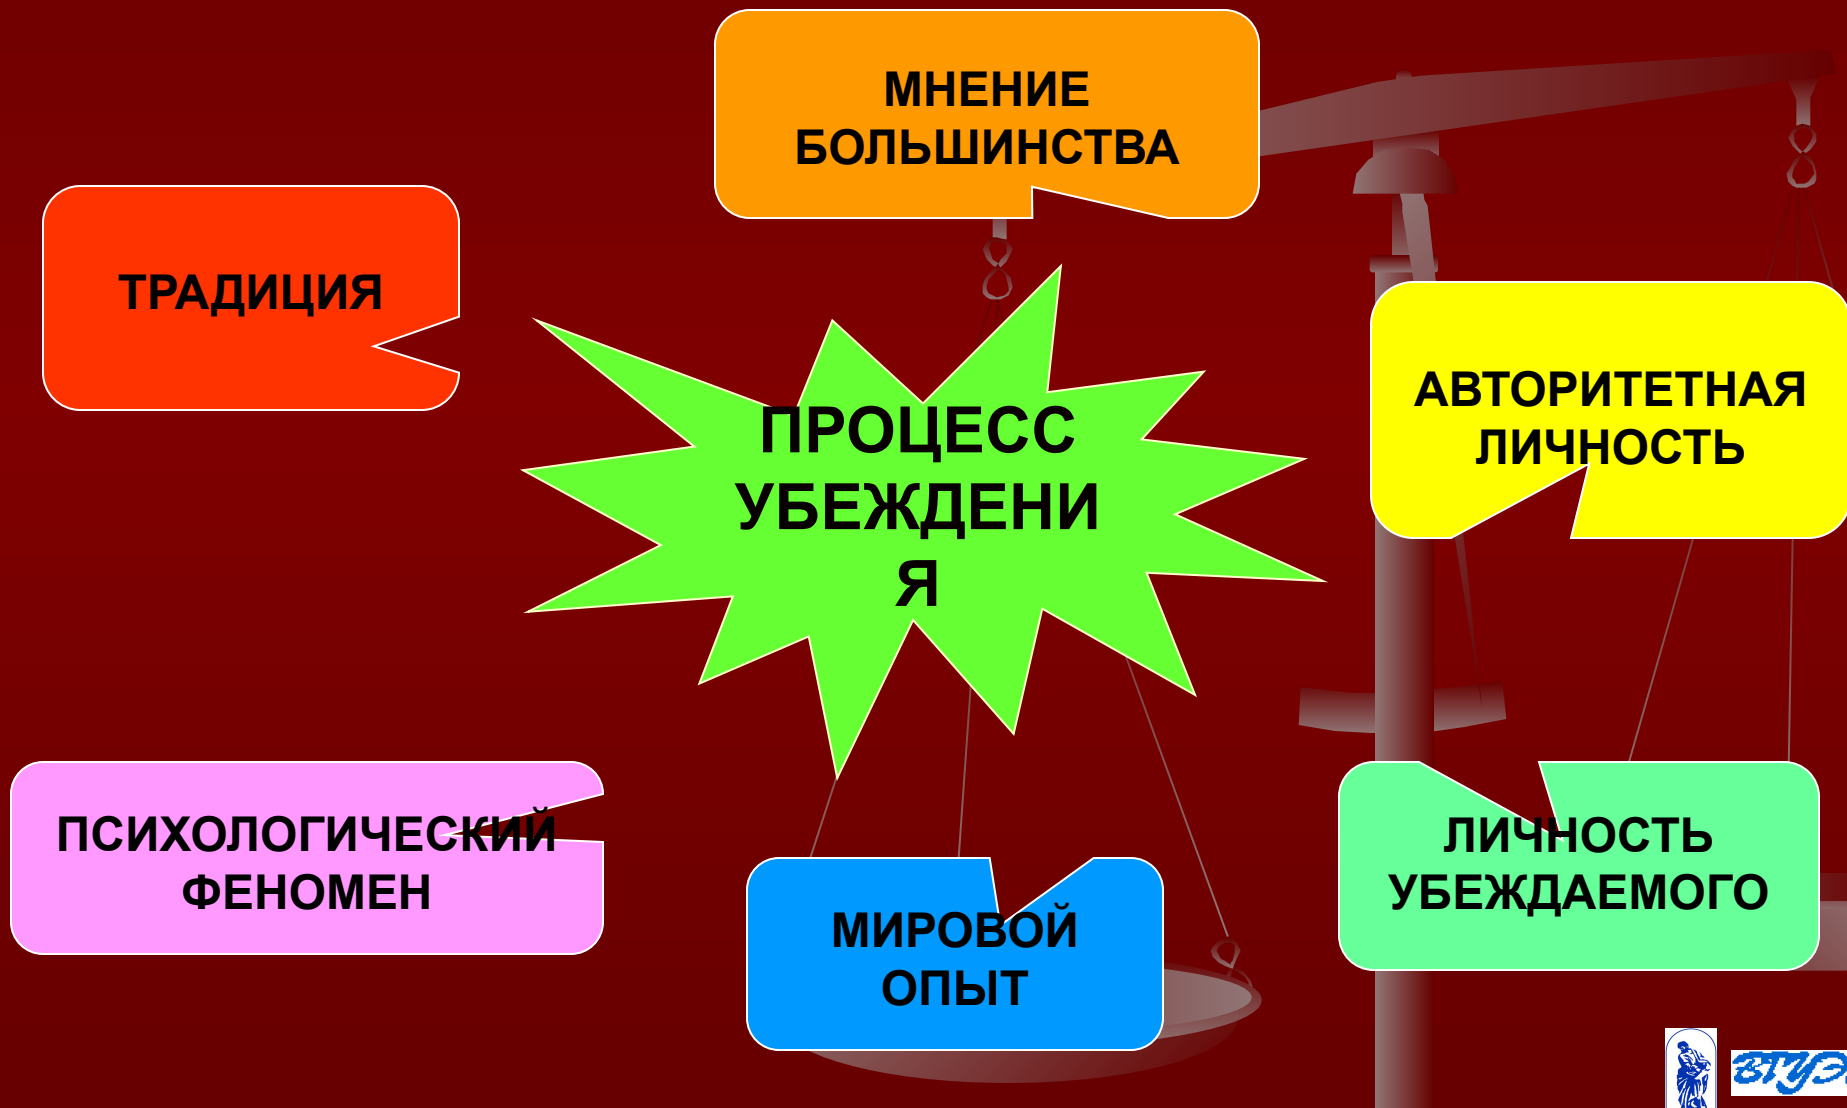 МНЕНИЕ
БОЛЬШИНСТВА
ТРАДИЦИЯ
АВТОРИТЕТНАЯ
ЛИЧНОСТЬ
ПРОЦЕСС
УБЕЖДЕНИ
Я
ПСИХОЛОГИЧЕСКИЙ
ФЕНОМЕН
ЛИЧНОСТЬ
УБЕЖДАЕМОГО
МИРОВОЙ
ОПЫТ